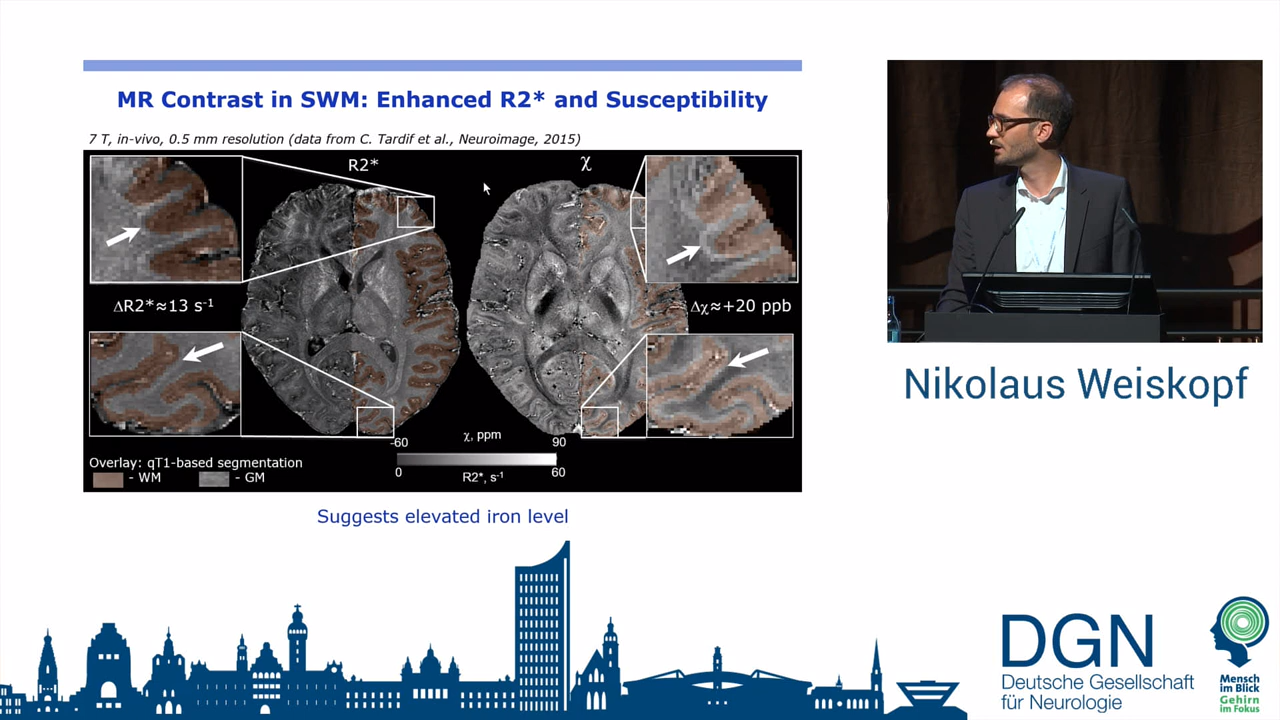 MR Contrast in SWM: Enhanced R2* and Susceptibility
7 T, in-vivo, 0.5 mm resolution (data from C. Tardif et al., Neuroimage, 2015)
R2*
χ
ΔR2*≈13 s⁻¹
Δχ≈+20 ppb
χ, ppm
-60
90
0
R2*, s⁻¹
60
Overlay: qT1-based segmentation
- WM
- GM
Suggests elevated iron level
Nikolaus Weiskopf
DGN
Deutsche Gesellschaft
für Neurologie
Mensch
im Blick
Gehirn
im Fokus